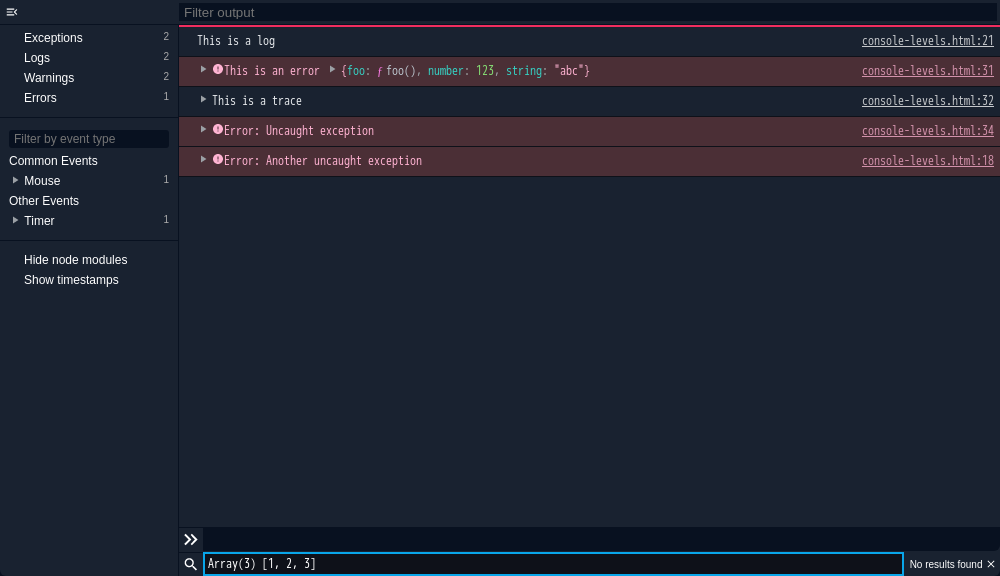 Filter output
Exceptions 2
Logs 2
Warnings 2
Errors 1
Filter by event type
Common Events
Mouse 1
Other Events
Timer 1
Hide node modules
Show timestamps
This is a log console-levels.html:21
This is an error {foo: ƒ foo(), number: 123, string: "abc"} console-levels.html:31
This is a trace console-levels.html:32
Error: Uncaught exception console-levels.html:34
Error: Another uncaught exception console-levels.html:18
Array(3) [1, 2, 3] No results found